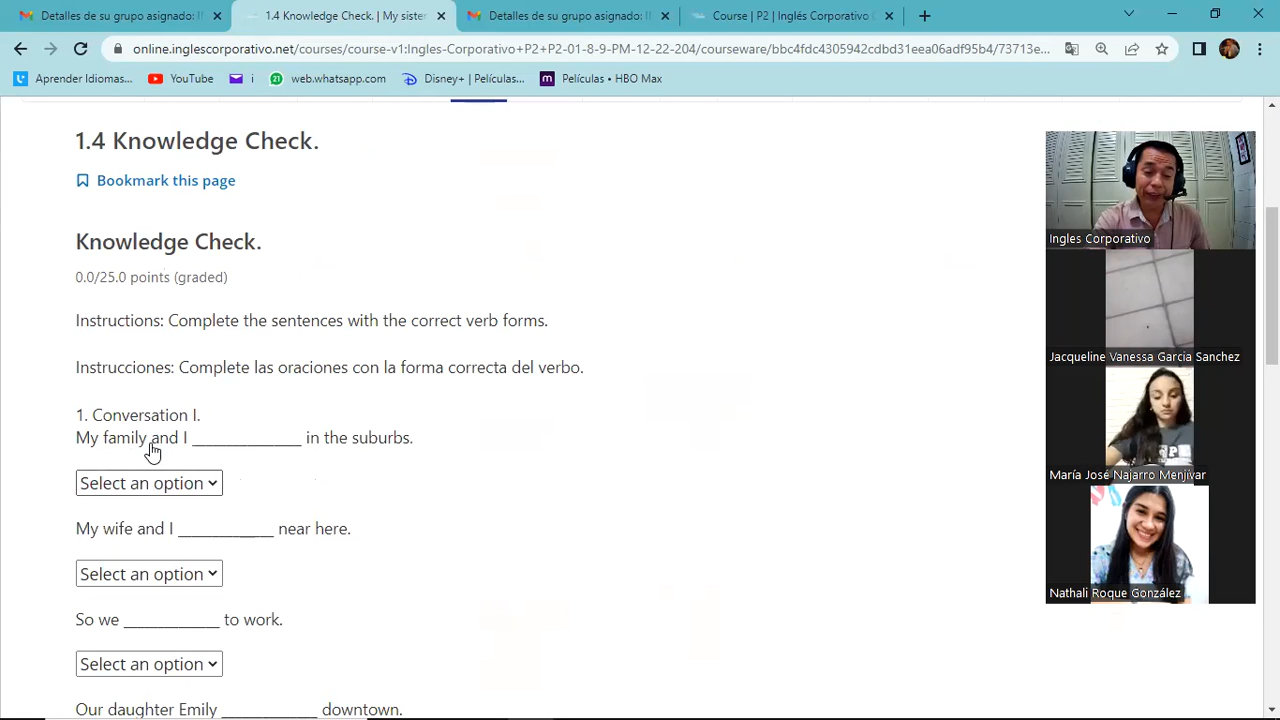 Detalles de su grupo asignado: I
1.4 Knowledge Check. | My sister
Detalles de su grupo asignado: I
Course | P2 | Inglés Corporativo
online.inglescorporativo.net/courses/course-v1:Ingles-Corporativo+P2+P2-01-8-9-PM-12-22-204/courseware/bbc4fdc4305942cdbd31eea06adf95b4/73713e...
Aprender Idiomas...
YouTube
i
21
web.whatsapp.com
Disney+ | Películas...
m
Películas • HBO Max
1.4 Knowledge Check.
Bookmark this page
Knowledge Check.
0.0/25.0 points (graded)
Instructions: Complete the sentences with the correct verb forms.
Instrucciones: Complete las oraciones con la forma correcta del verbo.
1. Conversation I.
My family and I _____________ in the suburbs.
Select an option
My wife and I ___________ near here.
Select an option
So we ___________ to work.
Select an option
Our daughter Emily ___________ downtown.
Ingles Corporativo
Jacqueline Vanessa Garcia Sanchez
María José Najarro Menjivar
Nathali Roque González